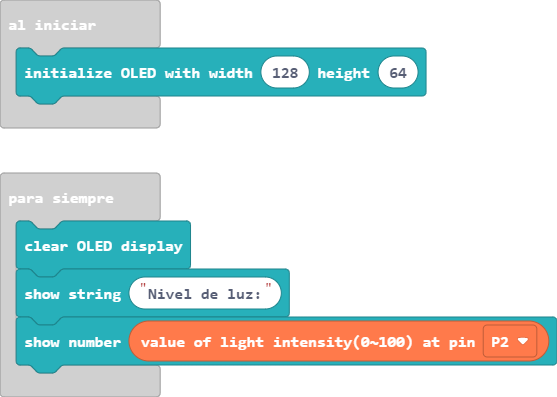 al iniciar
initialize OLED with width 128 height 64
para siempre
clear OLED display
show string "Nivel de luz:"
show number value of light intensity(0~100) at pin P2